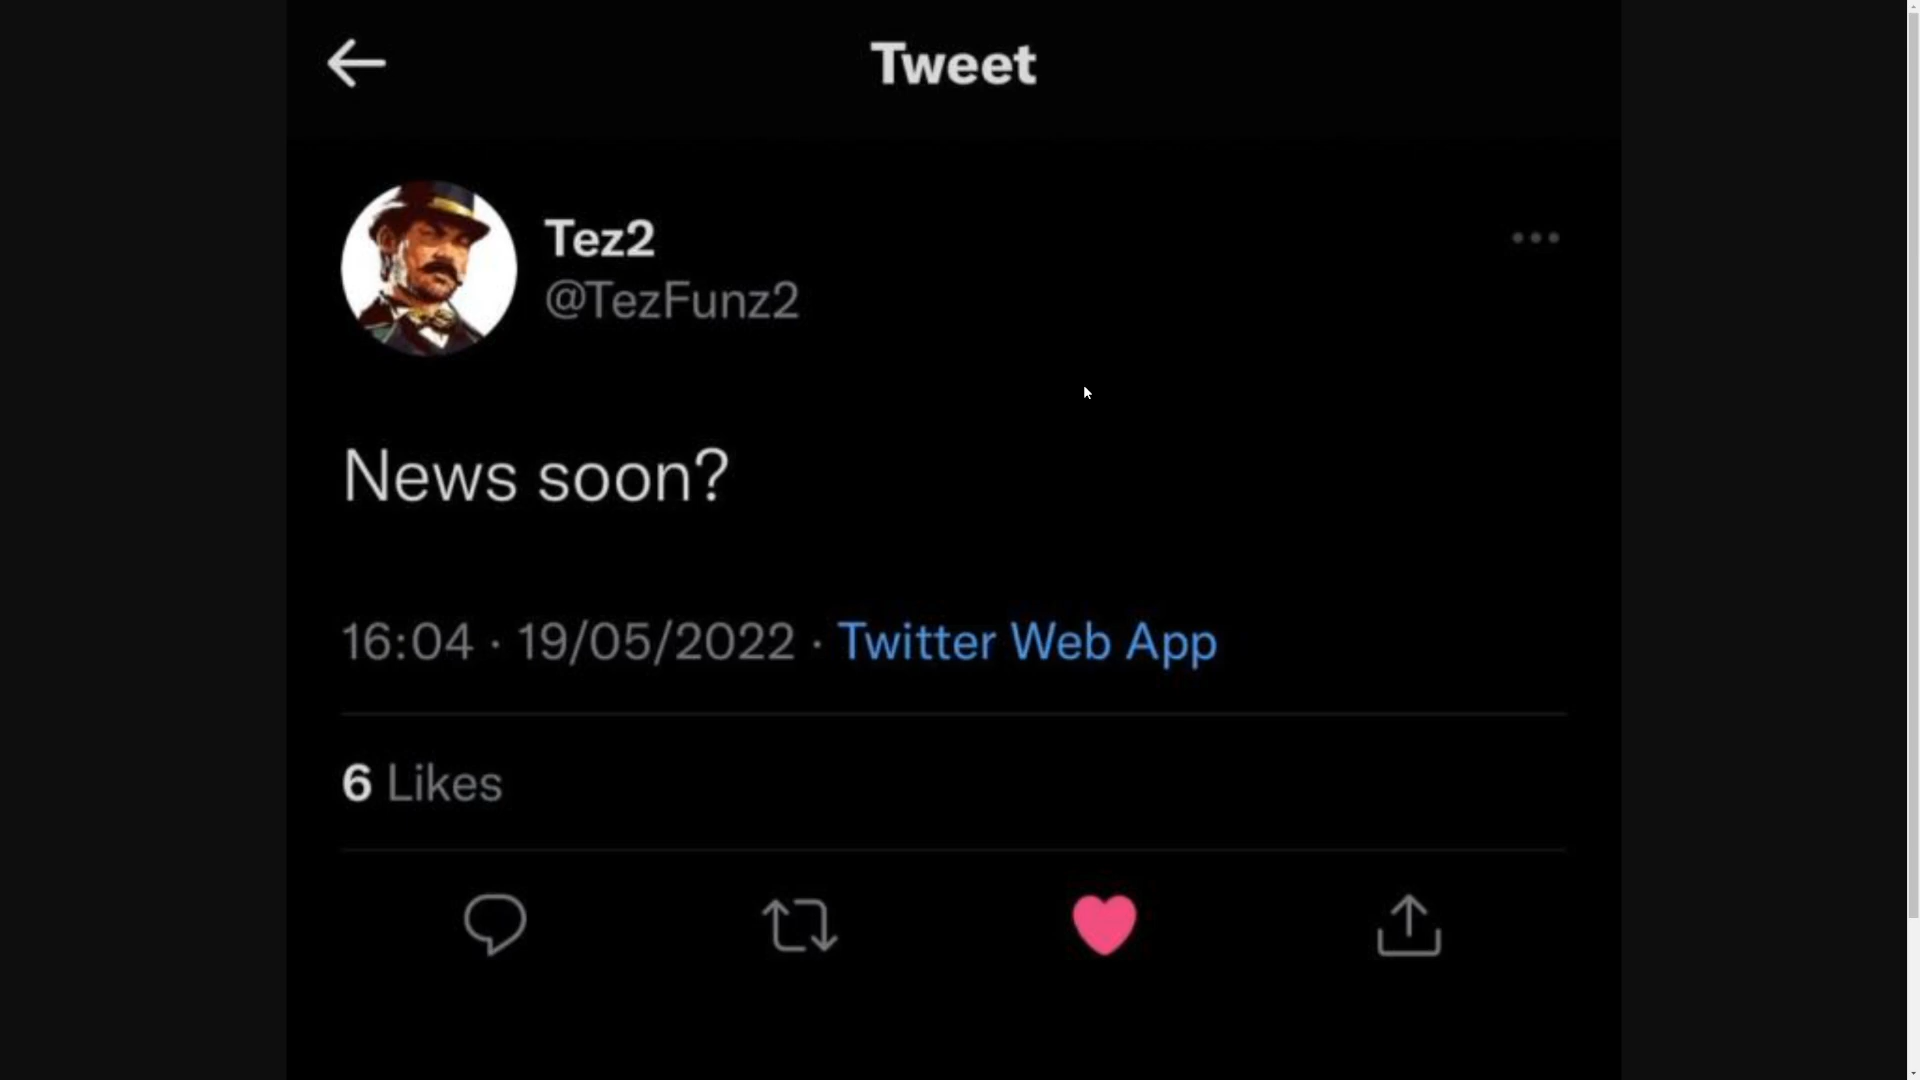 Tweet
Tez2
@TezFunz2
News soon?
16:04 · 19/05/2022 · Twitter Web App
6 Likes